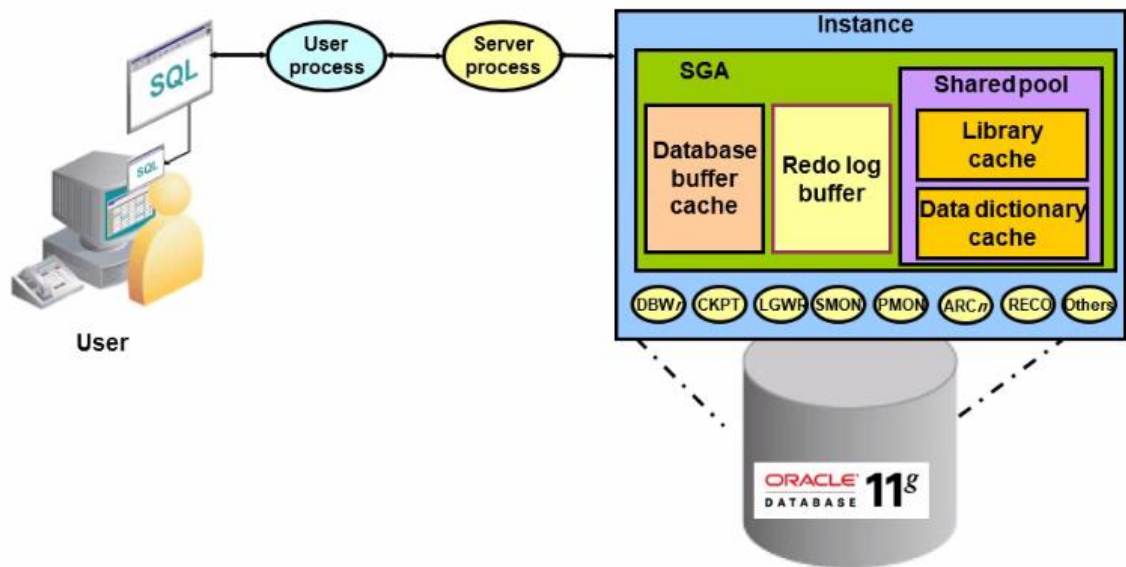 SQL
SQL
User
User
process
Server
process
Instance
SGA
Database
buffer
cache
Redo log
buffer
Shared pool
Library
cache
Data dictionary
cache
DBWn
CKPT
LGWR
SMON
PMON
ARCn
RECO
Others
ORACLE
DATABASE
11g